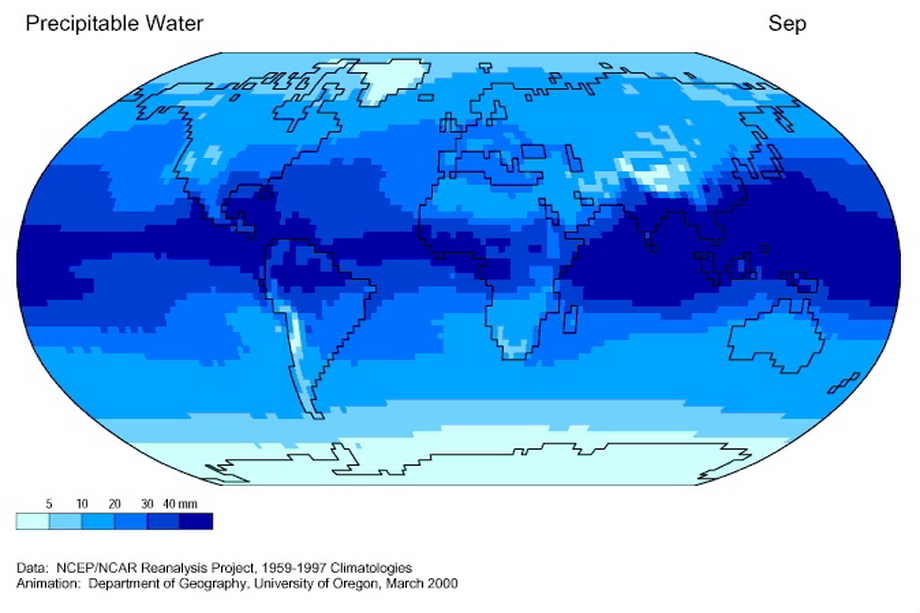 Precipitable Water
Sep
5 10 20 30 40 mm
Data: NCEP/NCAR Reanalysis Project, 1959-1997 Climatologies
Animation: Department of Geography, University of Oregon, March 2000